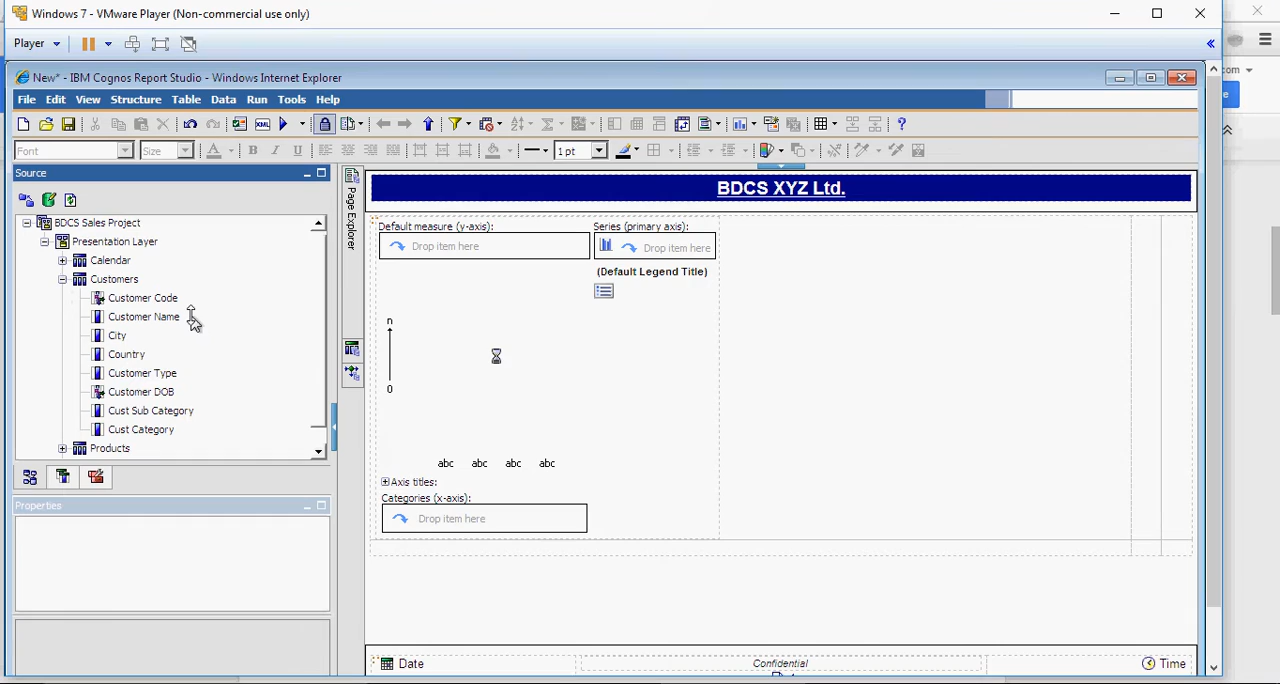 Windows 7 - VMware Player (Non-commercial use only)
Player
New* - IBM Cognos Report Studio - Windows Internet Explorer
File Edit View Structure Table Data Run Tools Help
Font Size 1 pt
Source
BDCS Sales Project
Presentation Layer
Calendar
Customers
Customer Code
Customer Name
City
Country
Customer Type
Customer DOB
Cust Sub Category
Cust Category
Products
Properties
Page Explorer
BDCS XYZ Ltd.
Default measure (y-axis): Series (primary axis):
Drop item here Drop item here
(Default Legend Title)
n
0
abc abc abc abc
Axis titles:
Categories (x-axis):
Drop item here
Date Confidential Time
com